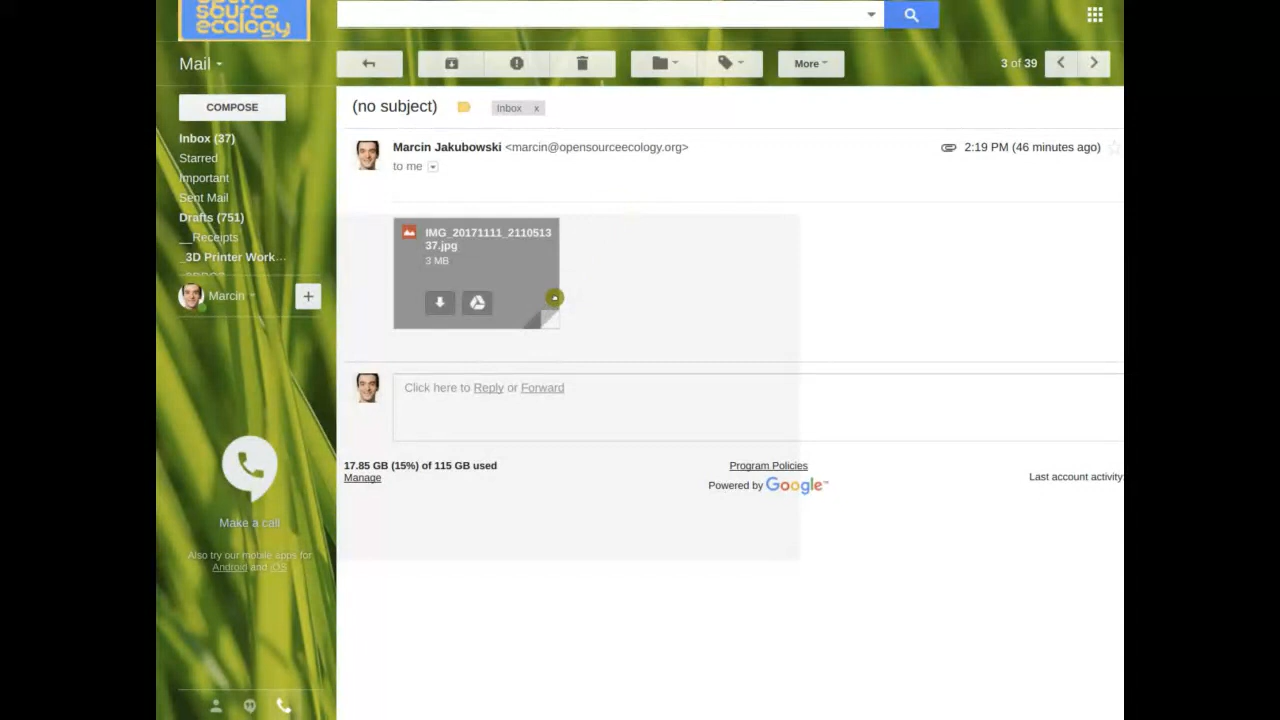 open
source
ecology
Mail
More
3 of 39
COMPOSE
(no subject)
Inbox x
Inbox (37)
Starred
Important
Sent Mail
Drafts (751)
__Receipts
_3D Printer Work…
Marcin Jakubowski <marcin@opensourceecology.org>
2:19 PM (46 minutes ago)
to me
IMG_20171111_2110513
37.jpg
3 MB
Marcin
+
Click here to Reply or Forward
17.85 GB (15%) of 115 GB used
Manage
Program Policies
Powered by Google™
Last account activity
Make a call
Also try our mobile apps for
Android and iOS